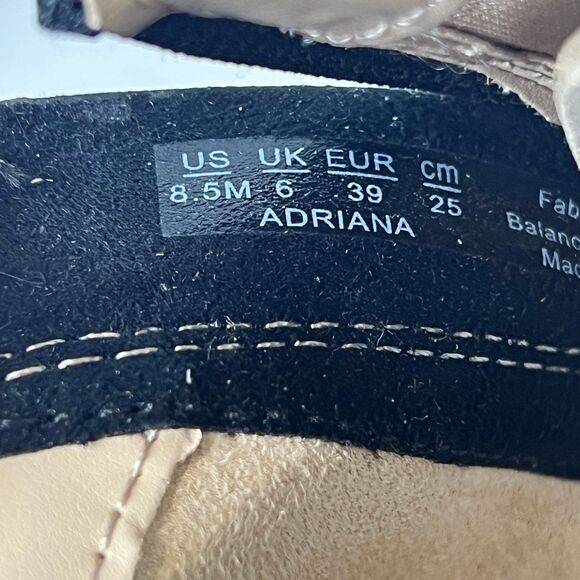 US UK EUR cm
8.5M 6 39 25
ADRIANA
Fab
Balanc
Mad